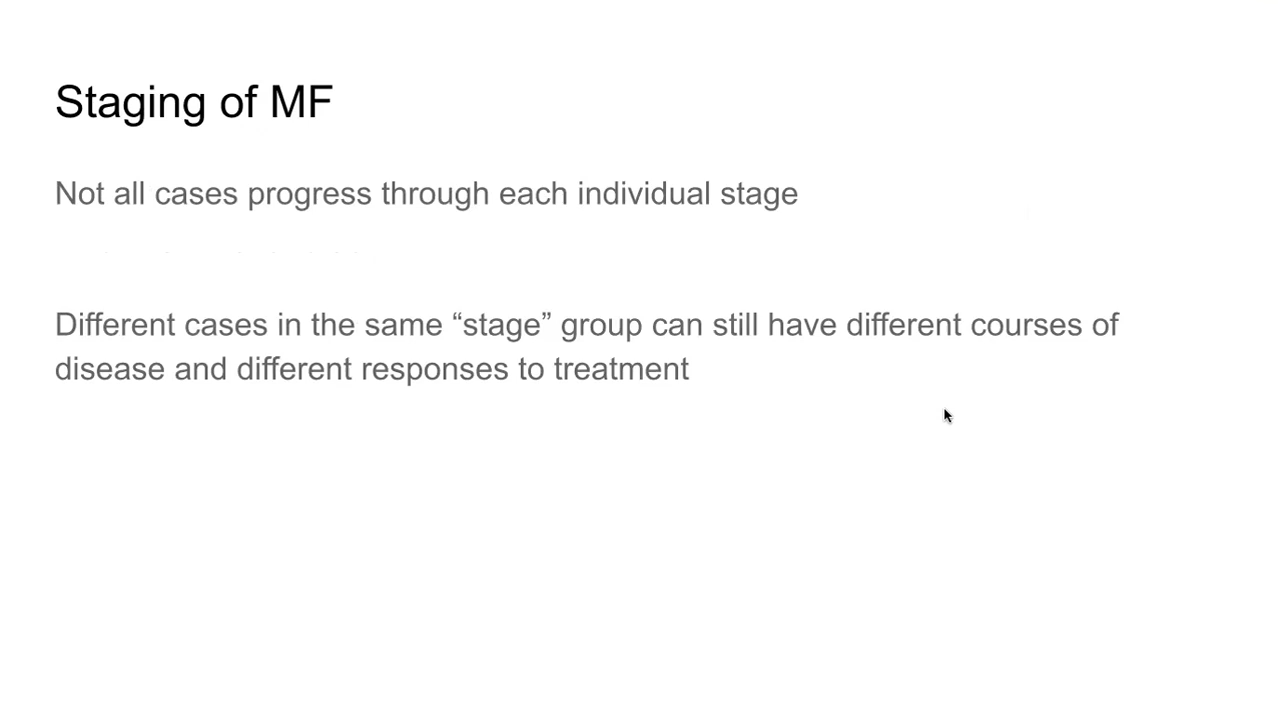 Staging of MF
Not all cases progress through each individual stage
Different cases in the same “stage” group can still have different courses of
disease and different responses to treatment